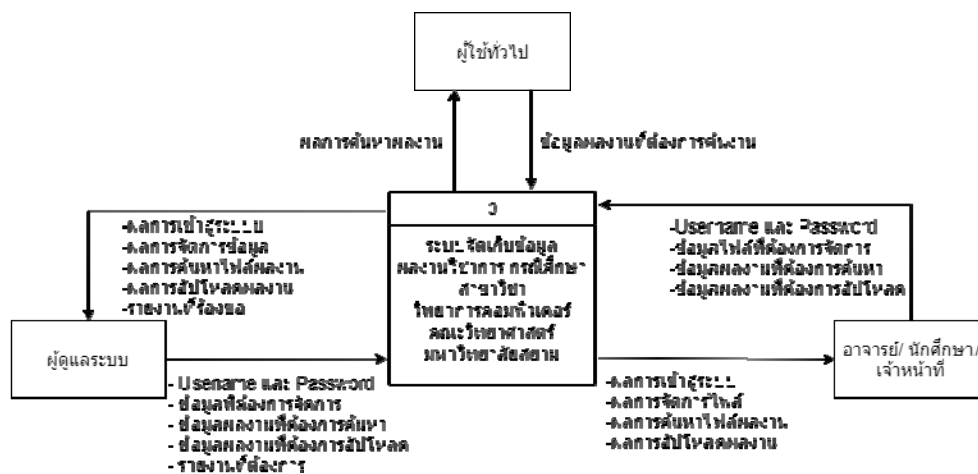 ผู้ใช้ทั่วไป
ผลการค้นหาผลงาน
ข้อมูลผลงานที่ต้องการค้นงาน
0
ระบบจัดเก็บข้อมูล
ผลงานวิชาการ กรณีศึกษา
สาขาวิชา
วิทยาการคอมพิวเตอร์
คณะวิทยาศาสตร์
มหาวิทยาลัยสยาม
-ผลการเข้าสู่ระบบ
-ผลการจัดการข้อมูล
-ผลการค้นหาไฟล์ผลงาน
-ผลการอัปโหลดผลงาน
-รายงานที่ร้องขอ
-Username และ Password
-ข้อมูลไฟล์ที่ต้องการจัดการ
-ข้อมูลผลงานที่ต้องการค้นหา
-ข้อมูลผลงานที่ต้องการอัปโหลด
ผู้ดูแลระบบ
อาจารย์/ นักศึกษา/
เจ้าหน้าที่
- Usename และ Password
- ข้อมูลที่ต้องการจัดการ
- ข้อมูลผลงานที่ต้องการค้นหา
- ข้อมูลผลงานที่ต้องการอัปโหลด
- รายงานที่ต้องการ
-ผลการเข้าสู่ระบบ
-ผลการจัดการไฟล์
-ผลการค้นหาไฟล์ผลงาน
-ผลการอัปโหลดผลงาน